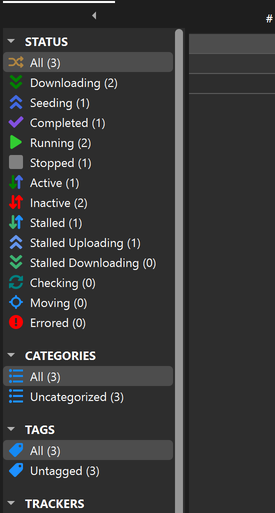 #
STATUS
All (3)
Downloading (2)
Seeding (1)
Completed (1)
Running (2)
Stopped (1)
Active (1)
Inactive (2)
Stalled (1)
Stalled Uploading (1)
Stalled Downloading (0)
Checking (0)
Moving (0)
Errored (0)
CATEGORIES
All (3)
Uncategorized (3)
TAGS
All (3)
Untagged (3)
TRACKERS